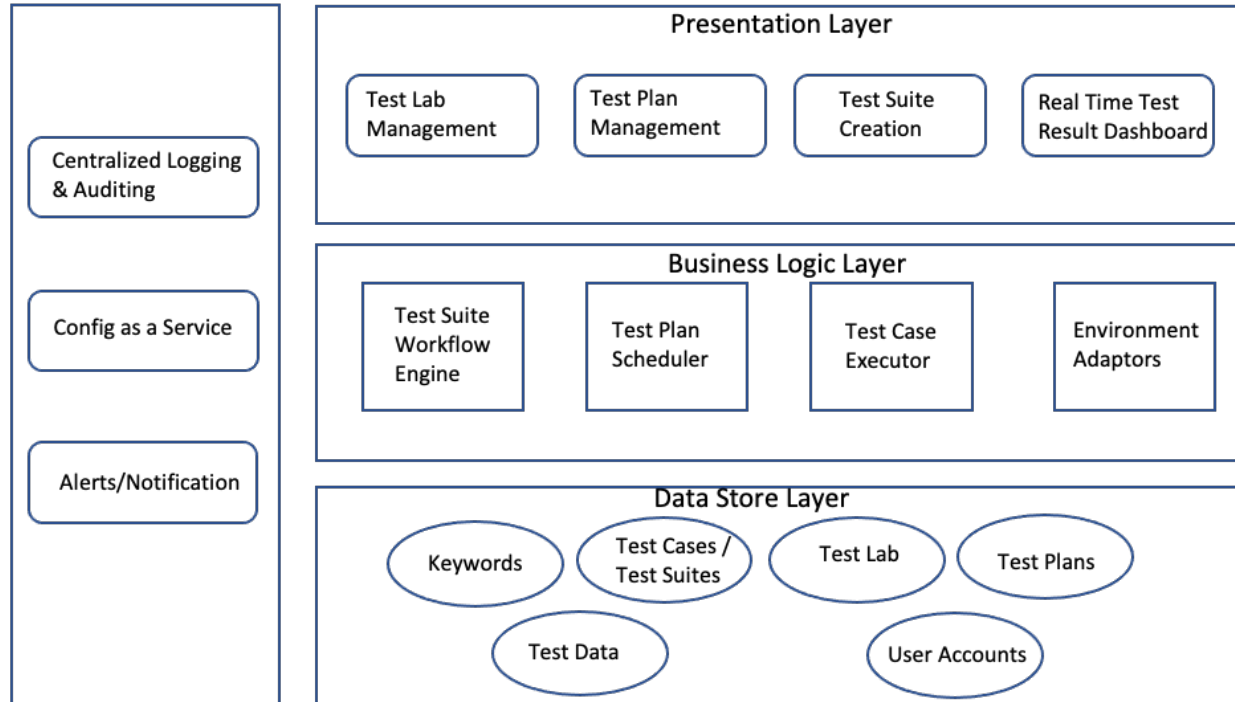 Centralized Logging
& Auditing
Config as a Service
Alerts/Notification
Presentation Layer
Test Lab
Management
Test Plan
Management
Test Suite
Creation
Real Time Test
Result Dashboard
Business Logic Layer
Test Suite
Workflow
Engine
Test Plan
Scheduler
Test Case
Executor
Environment
Adaptors
Data Store Layer
Keywords
Test Cases /
Test Suites
Test Lab
Test Plans
Test Data
User Accounts